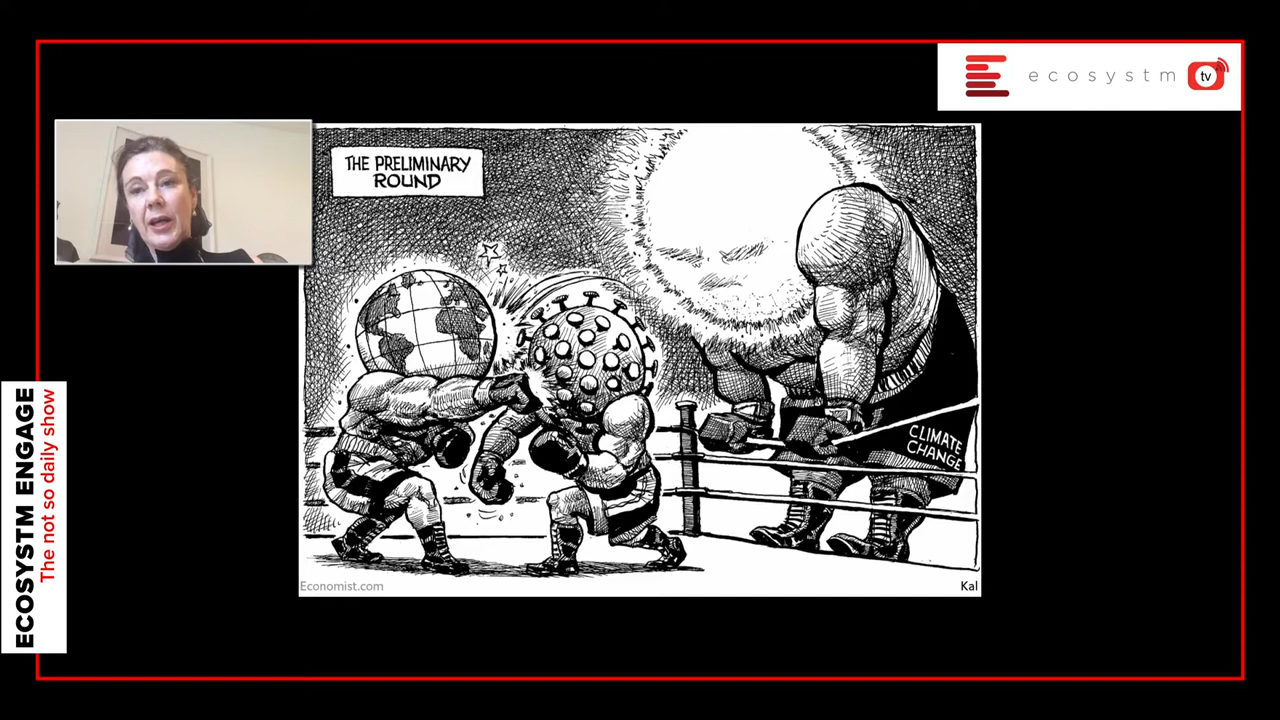 ecosystm tv
THE PRELIMINARY
ROUND
CLIMATE
CHANGE
Economist.com
Kal
ECOSYSTM ENGAGE
The not so daily show